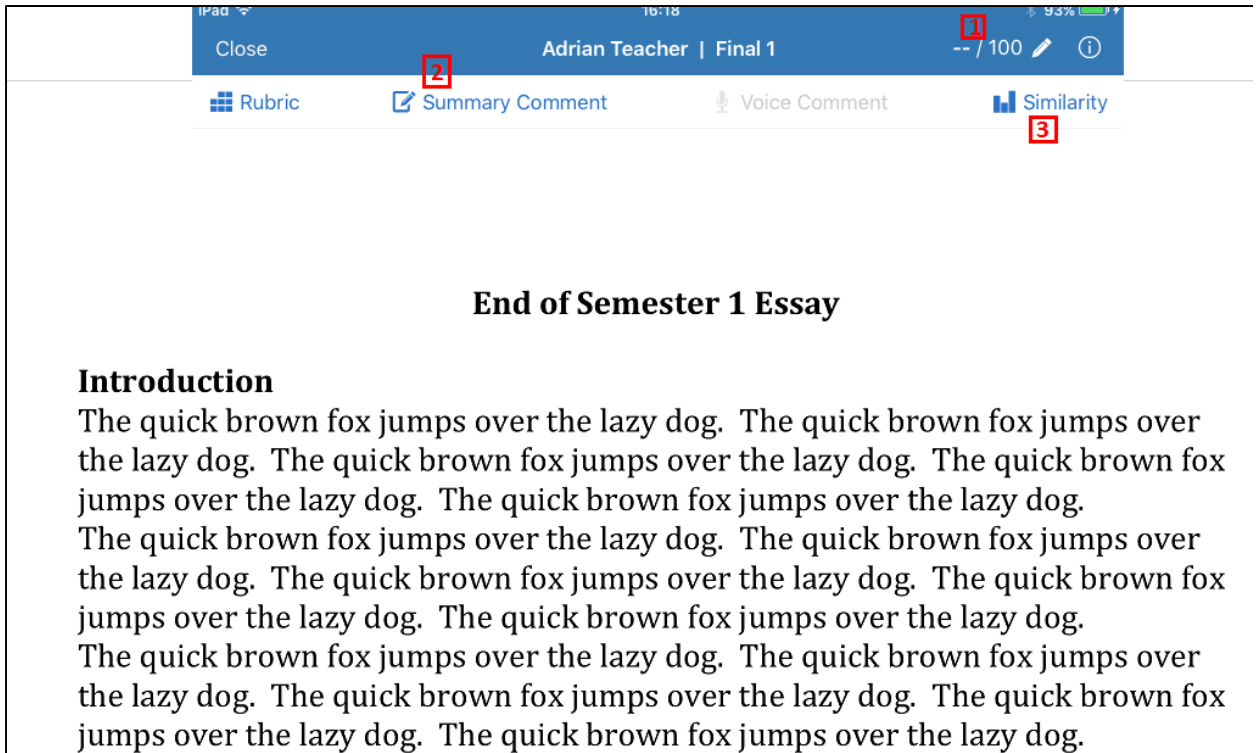 iPad 16:18 93%
1
Close Adrian Teacher | Final 1 -- / 100
2
Rubric Summary Comment Voice Comment Similarity
3
End of Semester 1 Essay
Introduction
The quick brown fox jumps over the lazy dog.  The quick brown fox jumps over
the lazy dog.  The quick brown fox jumps over the lazy dog.  The quick brown fox
jumps over the lazy dog.  The quick brown fox jumps over the lazy dog.
The quick brown fox jumps over the lazy dog.  The quick brown fox jumps over
the lazy dog.  The quick brown fox jumps over the lazy dog.  The quick brown fox
jumps over the lazy dog.  The quick brown fox jumps over the lazy dog.
The quick brown fox jumps over the lazy dog.  The quick brown fox jumps over
the lazy dog.  The quick brown fox jumps over the lazy dog.  The quick brown fox
jumps over the lazy dog.  The quick brown fox jumps over the lazy dog.